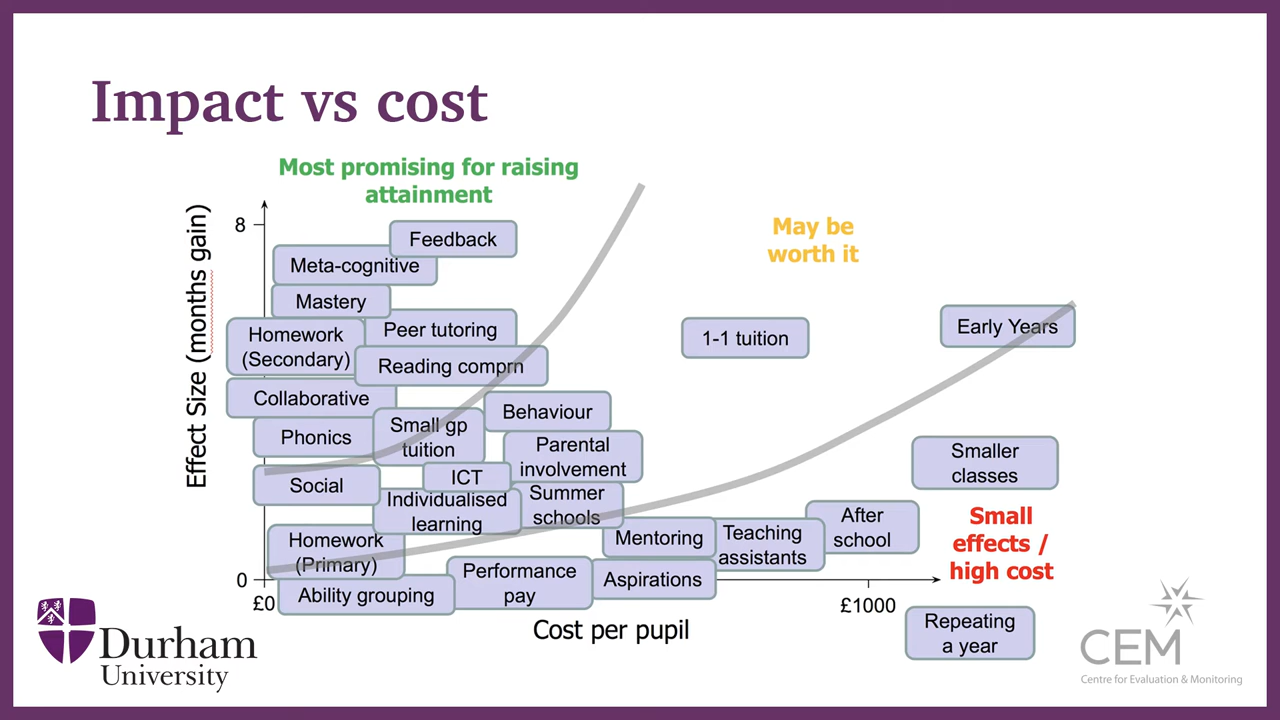 Impact vs cost
Most promising for raising
attainment
May be
worth it
Small
effects /
high cost
Effect Size (months gain)
8
0
£0
£1000
Cost per pupil
Feedback
Meta-cognitive
Mastery
Homework
(Secondary)
Peer tutoring
Reading comprn
Collaborative
Phonics
Small gp
tuition
Behaviour
Parental
involvement
Social
ICT
Individualised
learning
Summer
schools
Homework
(Primary)
Ability grouping
Performance
pay
Mentoring
Aspirations
Teaching
assistants
After
school
1-1 tuition
Early Years
Smaller
classes
Repeating
a year
Durham
University
CEM
Centre for Evaluation & Monitoring